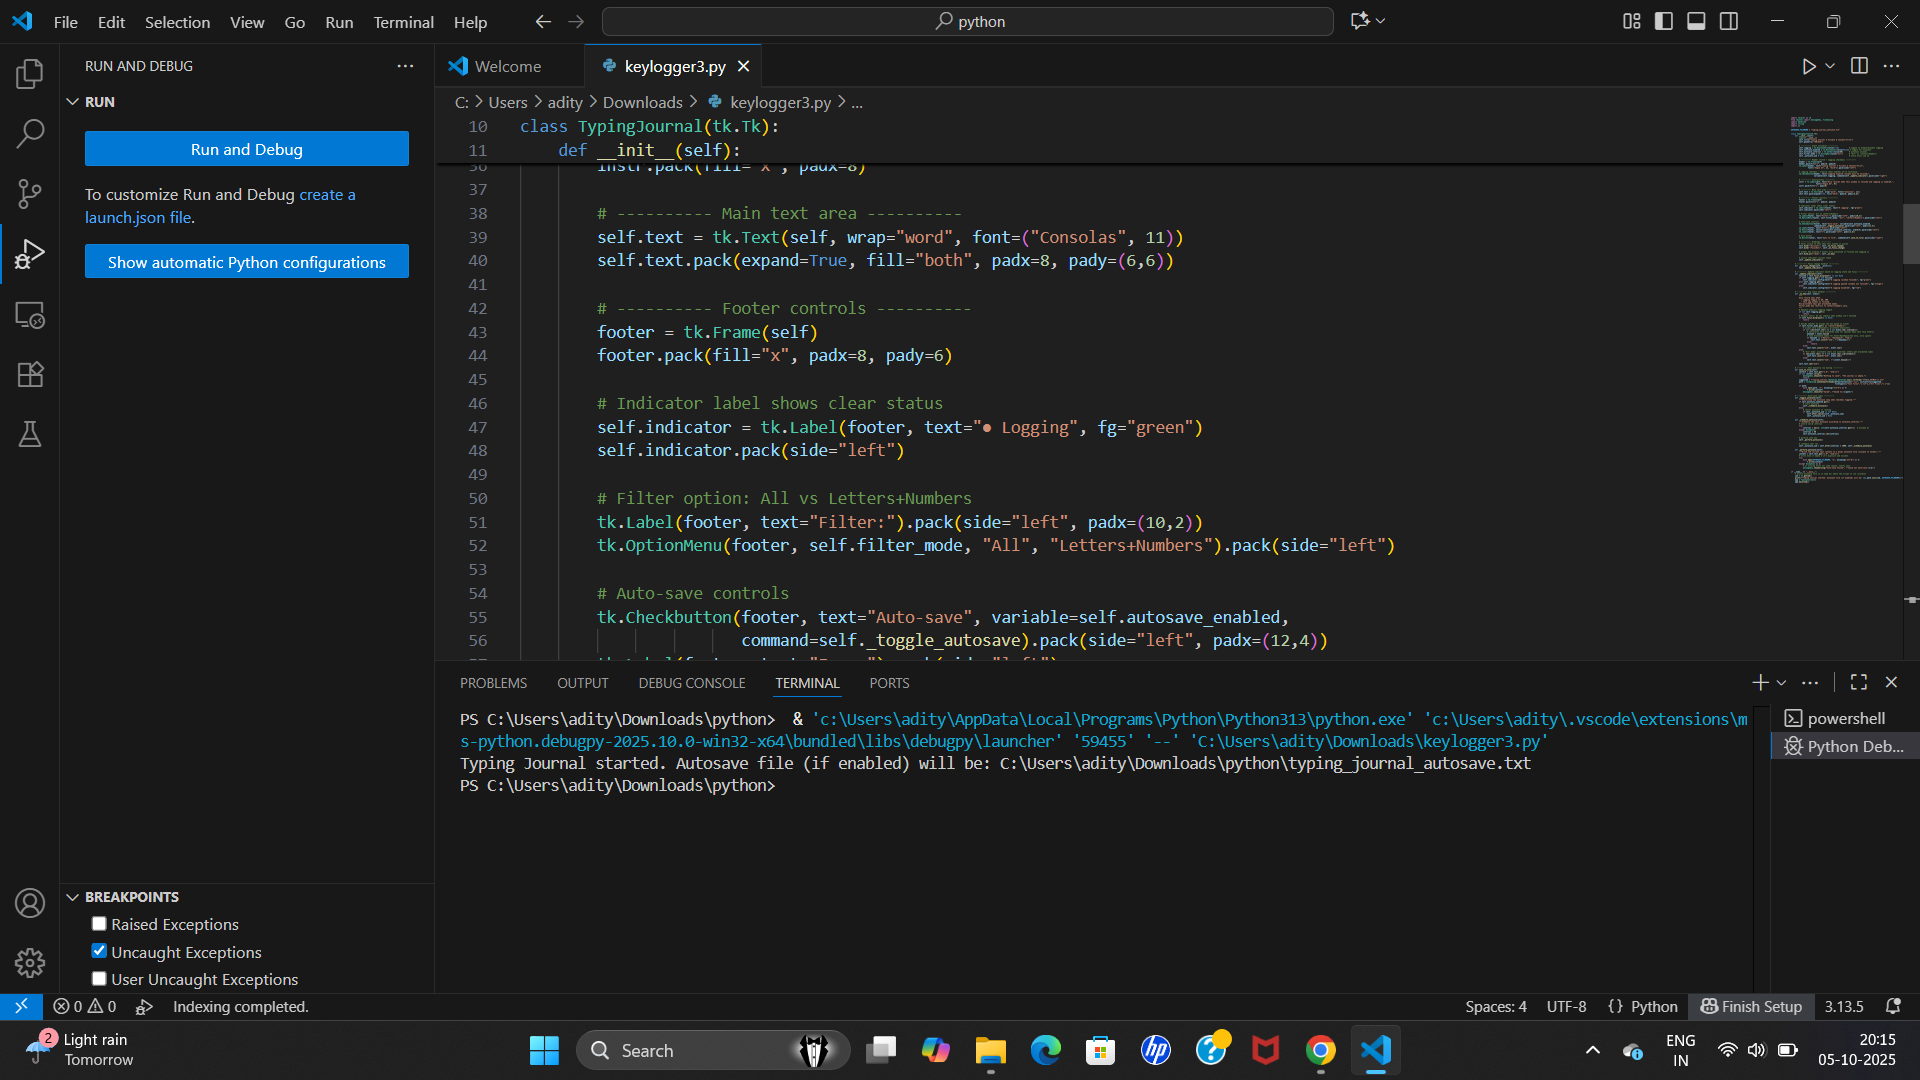 File Edit Selection View Go Run Terminal Help
python
RUN AND DEBUG
RUN
Run and Debug
To customize Run and Debug create a
launch.json file.
Show automatic Python configurations
BREAKPOINTS
Raised Exceptions
Uncaught Exceptions
User Uncaught Exceptions
Welcome
keylogger3.py
C: > Users > adity > Downloads > keylogger3.py > ...
10 class TypingJournal(tk.Tk):
11 def __init__(self):
36 instr.pack(fill="x", padx=8)
37
38 # ---------- Main text area ----------
39 self.text = tk.Text(self, wrap="word", font=("Consolas", 11))
40 self.text.pack(expand=True, fill="both", padx=8, pady=(6,6))
41
42 # ---------- Footer controls ----------
43 footer = tk.Frame(self)
44 footer.pack(fill="x", padx=8, pady=6)
45
46 # Indicator label shows clear status
47 self.indicator = tk.Label(footer, text="● Logging", fg="green")
48 self.indicator.pack(side="left")
49
50 # Filter option: All vs Letters+Numbers
51 tk.Label(footer, text="Filter:").pack(side="left", padx=(10,2))
52 tk.OptionMenu(footer, self.filter_mode, "All", "Letters+Numbers").pack(side="left")
53
54 # Auto-save controls
55 tk.Checkbutton(footer, text="Auto-save", variable=self.autosave_enabled,
56 command=self._toggle_autosave).pack(side="left", padx=(12,4))
PROBLEMS OUTPUT DEBUG CONSOLE TERMINAL PORTS
PS C:\Users\adity\Downloads\python> & 'c:\Users\adity\AppData\Local\Programs\Python\Python313\python.exe' 'c:\Users\adity\.vscode\extensions\m
s-python.debugpy-2025.10.0-win32-x64\bundled\libs\debugpy\launcher' '59455' '--' 'C:\Users\adity\Downloads\keylogger3.py'
Typing Journal started. Autosave file (if enabled) will be: C:\Users\adity\Downloads\python\typing_journal_autosave.txt
PS C:\Users\adity\Downloads\python>
powershell
Python Deb...
0 0 Indexing completed.
Spaces: 4 UTF-8 {} Python Finish Setup 3.13.5
2
Light rain
Tomorrow
Search
hp
ENG
IN
20:15
05-10-2025